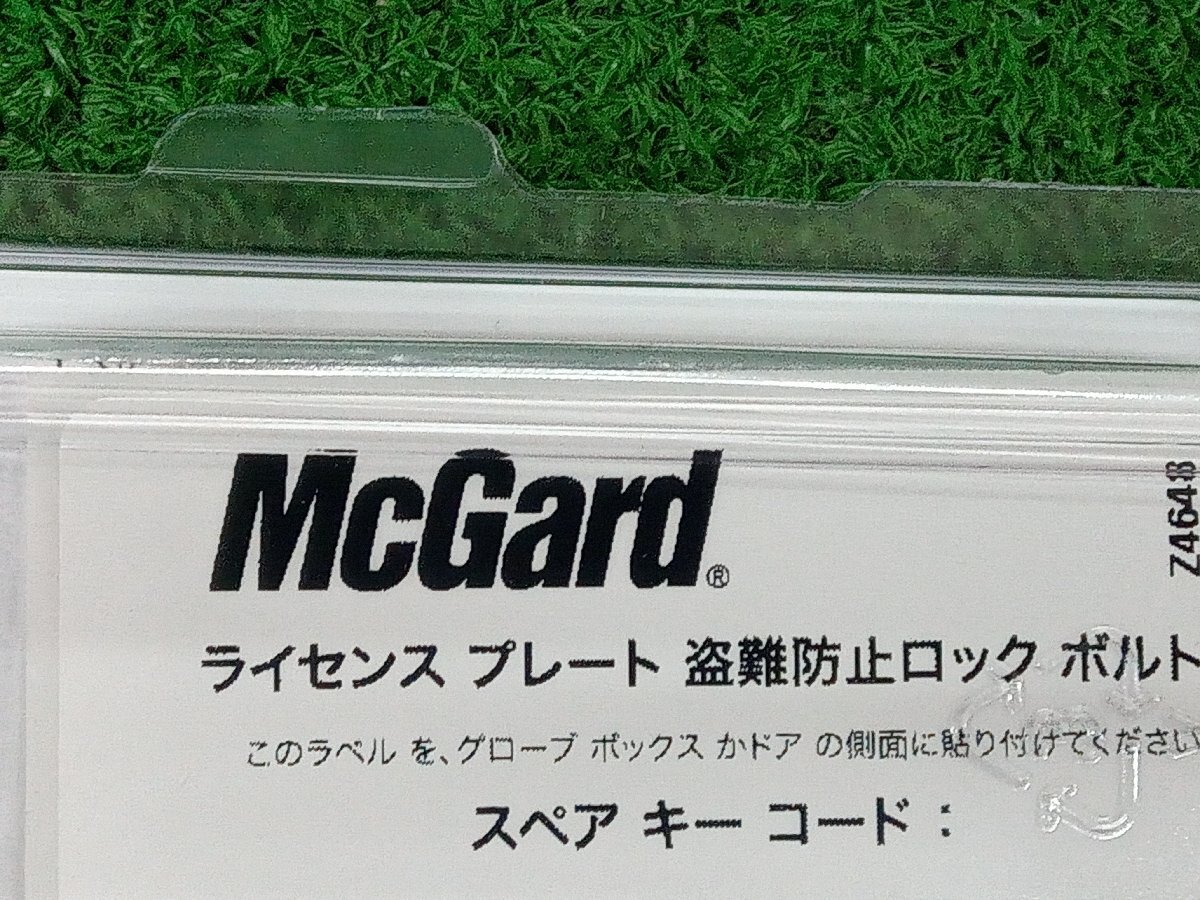 McGard®
ライセンス プレート 盗難防止ロック ボルト
このラベル を、グローブ ボックス かドア の側面に貼り付けてください
スペア キー コード :